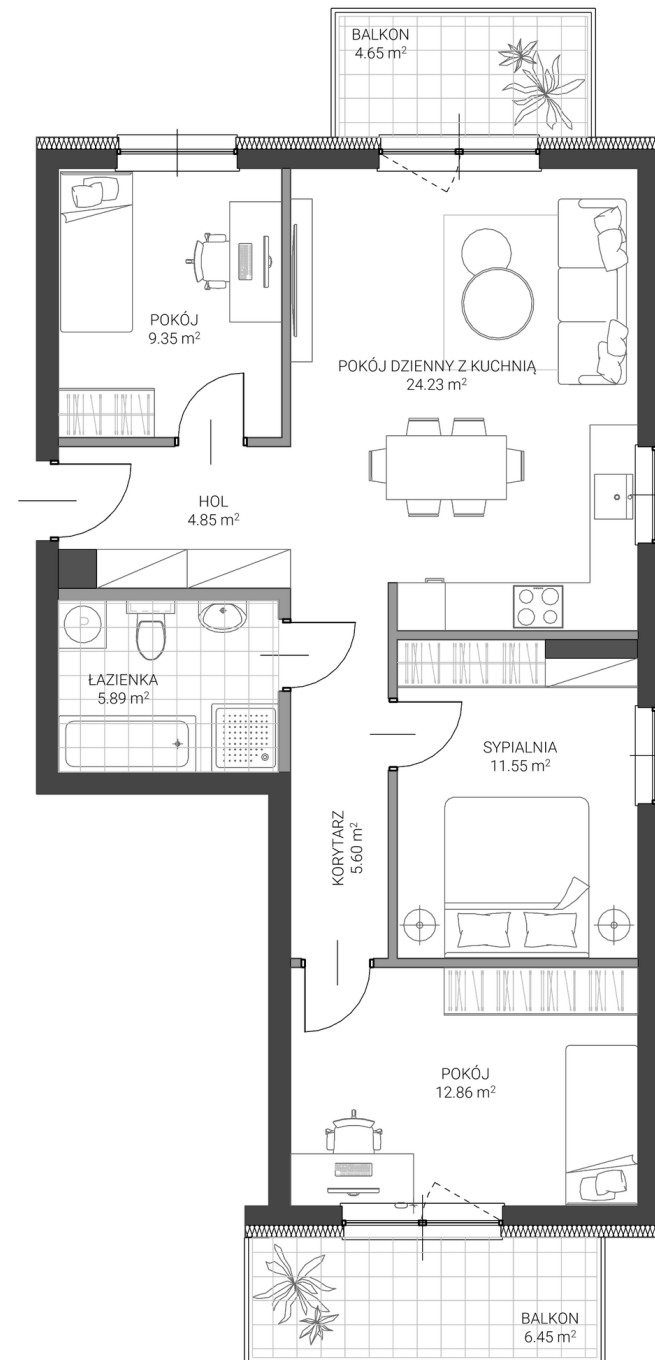 BALKON
4.65 m²
POKÓJ
9.35 m²
POKÓJ DZIENNY Z KUCHNIĄ
24.23 m²
HOL
4.85 m²
ŁAZIENKA
5.89 m²
SYPIALNIA
11.55 m²
KORYTARZ
5.60 m²
POKÓJ
12.86 m²
BALKON
6.45 m²